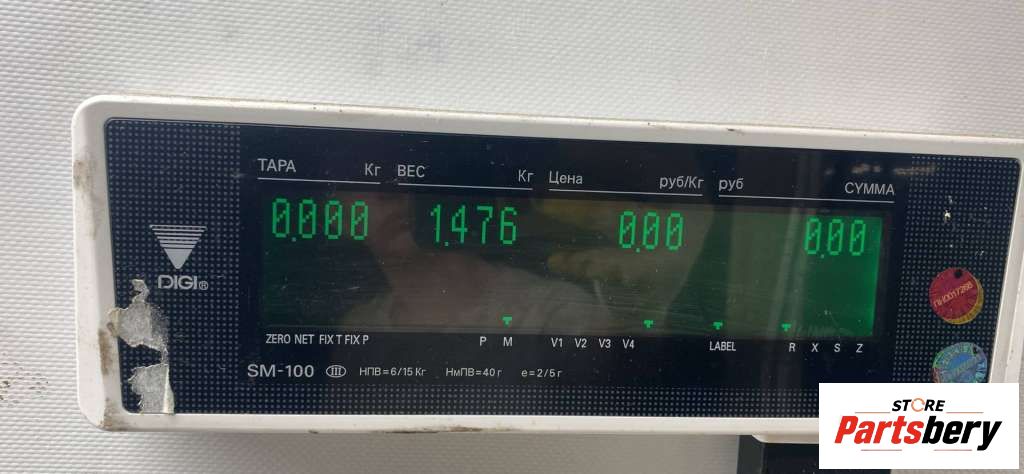 ТАРА Кг ВЕС Кг Цена руб/Кг руб СУММА
0.000 1.476 0.00 0.00
DIGI®
ZERO NET FIX T FIX P P M V1 V2 V3 V4 LABEL R X S Z
SM-100 III НПВ=6/15 Кг НмПВ=40 г e=2/5 г
STORE
Partsbery